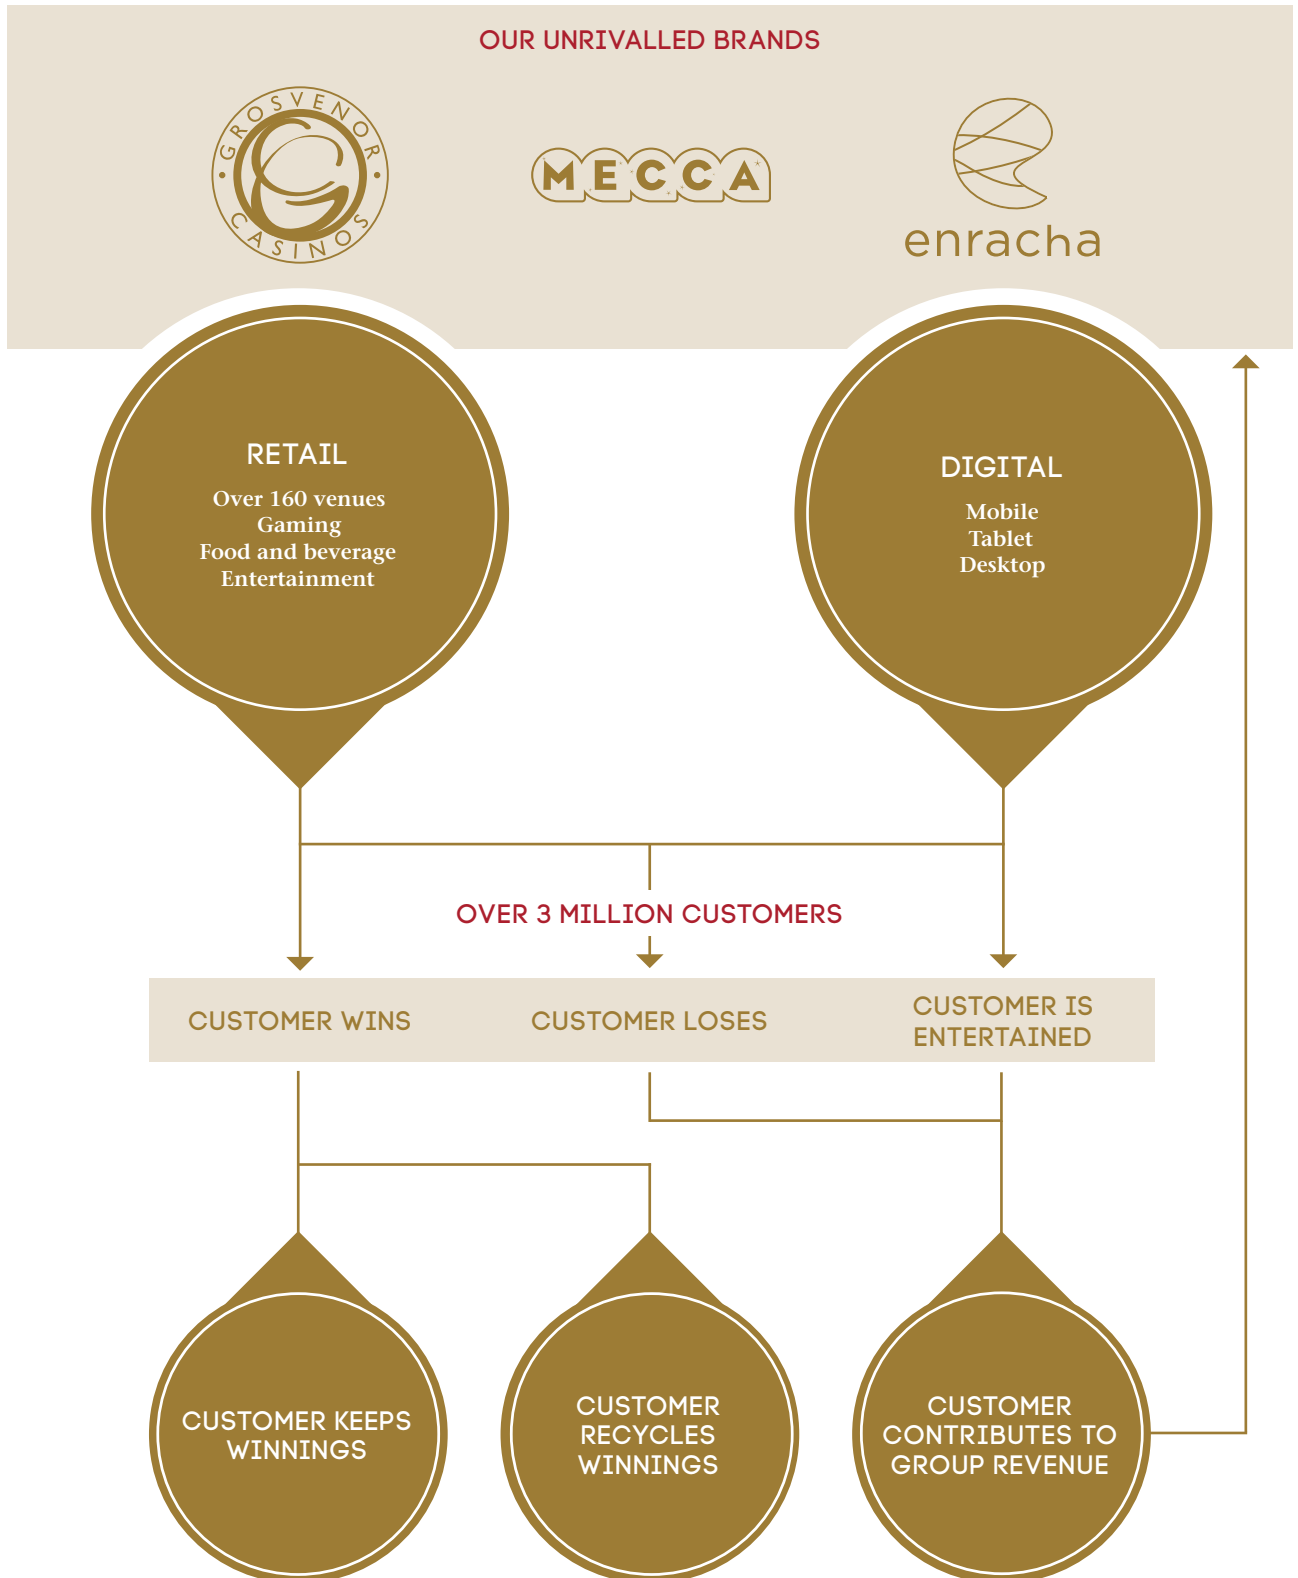 OUR UNRIVALLED BRANDS
GROSVENOR
CASINOS
MECCA
enracha
RETAIL
Over 160 venues
Gaming
Food and beverage
Entertainment
DIGITAL
Mobile
Tablet
Desktop
OVER 3 MILLION CUSTOMERS
CUSTOMER WINS
CUSTOMER LOSES
CUSTOMER IS
ENTERTAINED
CUSTOMER KEEPS
WINNINGS
CUSTOMER
RECYCLES
WINNINGS
CUSTOMER
CONTRIBUTES TO
GROUP REVENUE